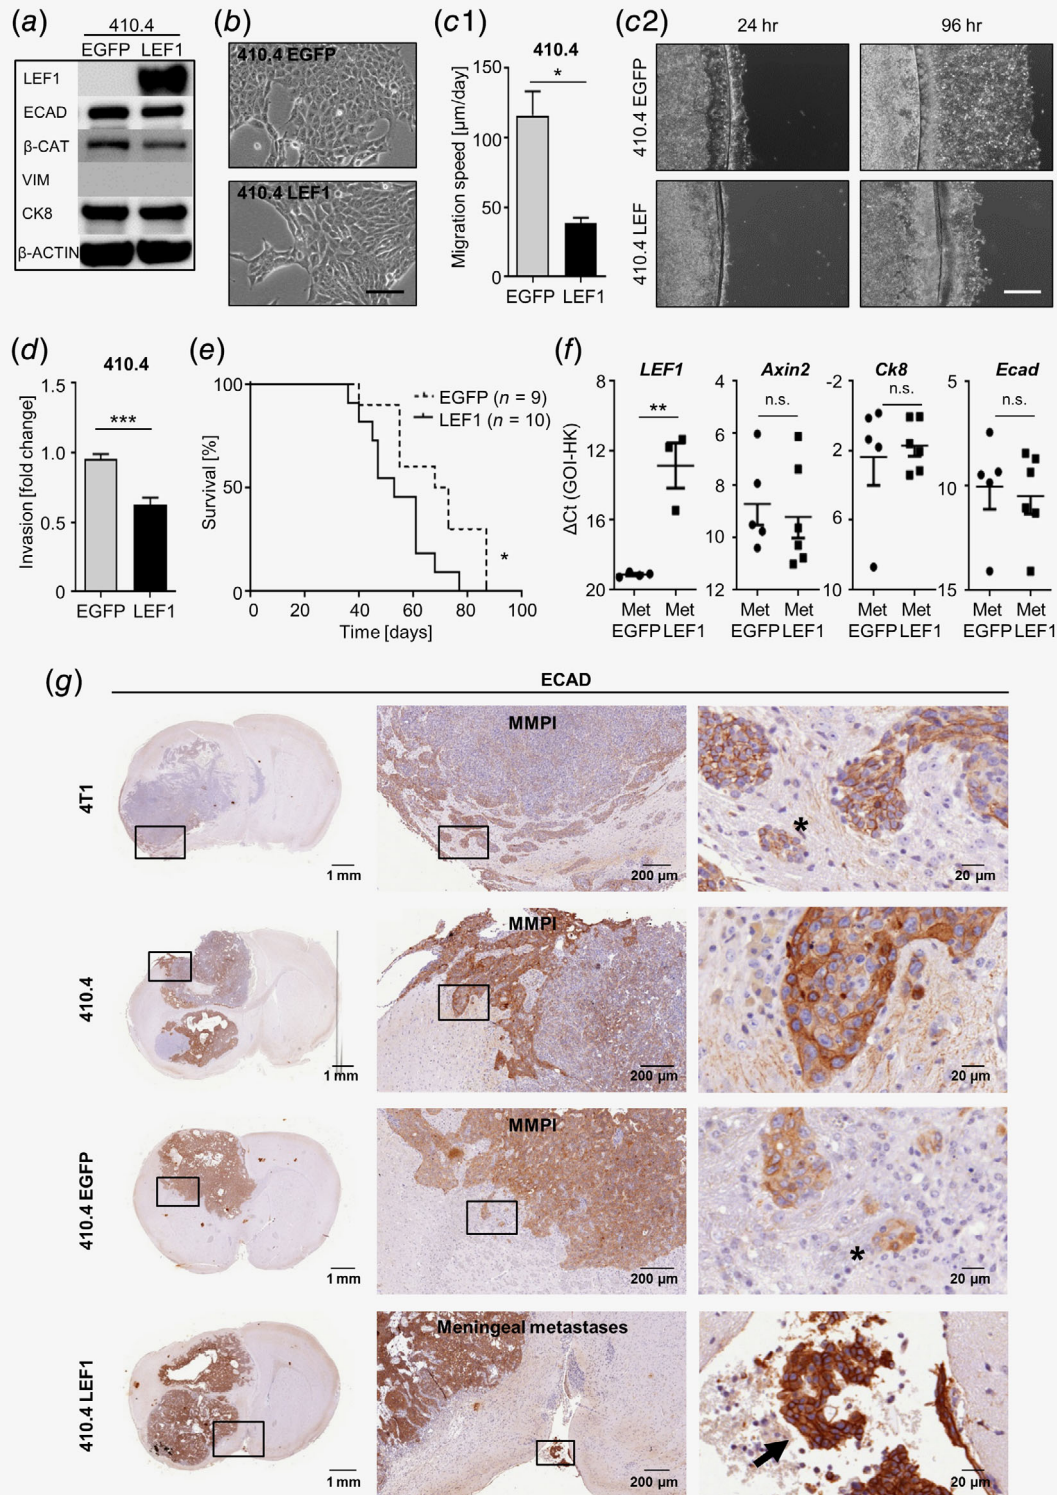 (a)
410.4
EGFP LEF1
LEF1
ECAD
β-CAT
VIM
CK8
β-ACTIN
(b)
410.4 EGFP
410.4 LEF1
(c1)
410.4
Migration speed [µm/day]
150
100
50
0
*
EGFP LEF1
(c2)
24 hr 96 hr
410.4 EGFP
410.4 LEF
(d)
410.4
Invasion [fold change]
1.5
1.0
0.5
0
***
EGFP LEF1
(e)
Survival [%]
100
50
0
EGFP (n = 9)
LEF1 (n = 10)
*
0 20 40 60 80 100
Time [days]
(f)
ΔCt (GOI-HK)
LEF1
8
12
16
20
**
Met Met
EGFP LEF1
Axin2
4
6
8
10
12
n.s.
Met Met
EGFP LEF1
Ck8
-2
2
6
10
n.s.
Met Met
EGFP LEF1
Ecad
5
10
15
n.s.
Met Met
EGFP LEF1
(g)
ECAD
4T1
1 mm
MMPI
200 µm
*
20 µm
410.4
1 mm
MMPI
200 µm
20 µm
410.4 EGFP
1 mm
MMPI
200 µm
*
20 µm
410.4 LEF1
1 mm
Meningeal metastases
200 µm
20 µm